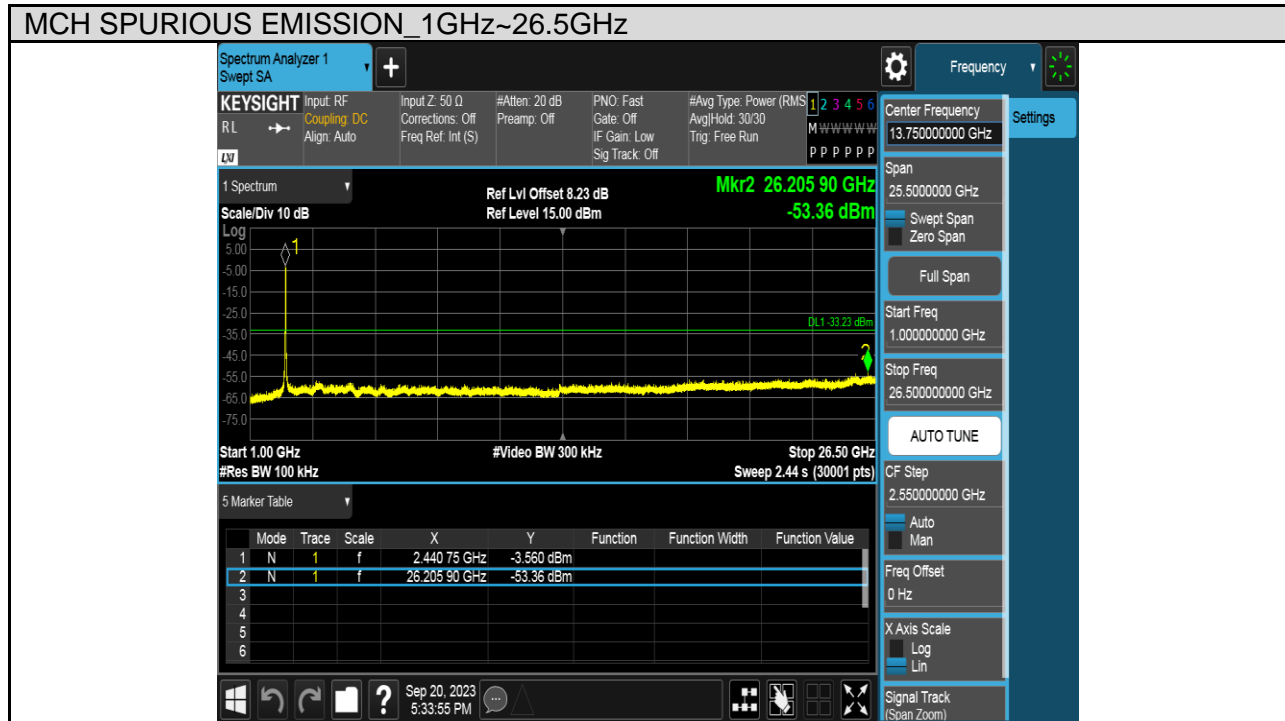 MCH SPURIOUS EMISSION_1GHz~26.5GHz
Spectrum Analyzer 1
Swept SA
+
Frequency
KEYSIGHT
RL
LXI
Input: RF
Coupling: DC
Align: Auto
Input Z: 50 Ω
Corrections: Off
Freq Ref: Int (S)
#Atten: 20 dB
Preamp: Off
PNO: Fast
Gate: Off
IF Gain: Low
Sig Track: Off
#Avg Type: Power (RMS
Avg|Hold: 30/30
Trig: Free Run
1 2 3 4 5 6
M W W W W W
P P P P P P
1 Spectrum
Scale/Div 10 dB
Ref Lvl Offset 8.23 dB
Ref Level 15.00 dBm
Mkr2 26.205 90 GHz
-53.36 dBm
Log
5.00
-5.00
-15.0
-25.0
-35.0
-45.0
-55.0
-65.0
-75.0
1
DL1 -33.23 dBm
2
Start 1.00 GHz
#Video BW 300 kHz
Stop 26.50 GHz
#Res BW 100 kHz
Sweep 2.44 s (30001 pts)
5 Marker Table
Mode Trace Scale X Y Function Function Width Function Value
1 N 1 f 2.440 75 GHz -3.560 dBm
2 N 1 f 26.205 90 GHz -53.36 dBm
3
4
5
6
?
Sep 20, 2023
5:33:55 PM
Settings
Center Frequency
13.750000000 GHz
Span
25.5000000 GHz
Swept Span
Zero Span
Full Span
Start Freq
1.000000000 GHz
Stop Freq
26.500000000 GHz
AUTO TUNE
CF Step
2.550000000 GHz
Auto
Man
Freq Offset
0 Hz
X Axis Scale
Log
Lin
Signal Track
(Span Zoom)